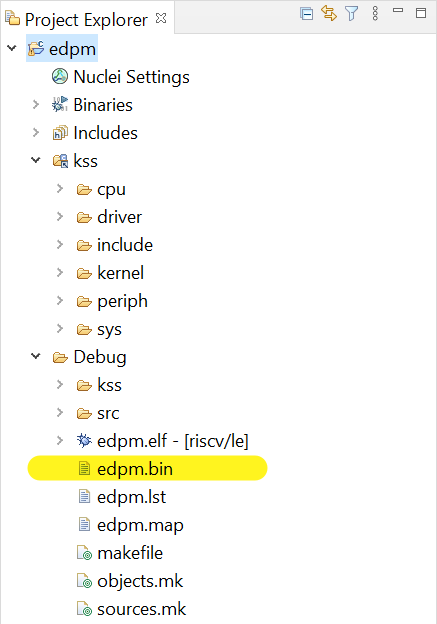 Project Explorer
edpm
Nuclei Settings
Binaries
Includes
kss
cpu
driver
include
kernel
periph
sys
Debug
kss
src
edpm.elf - [riscv/le]
edpm.bin
edpm.lst
edpm.map
makefile
objects.mk
sources.mk